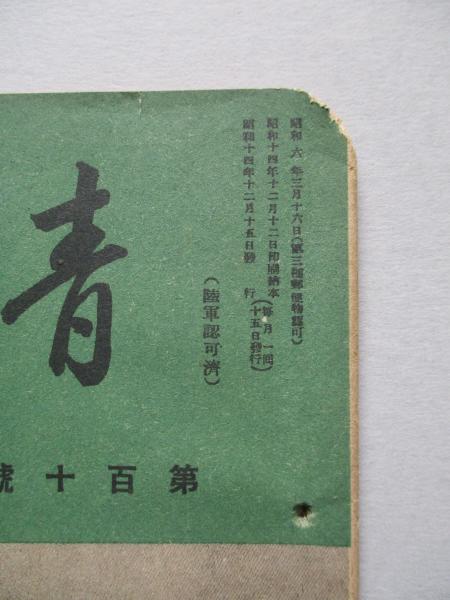 昭和六年三月十六日(第三種郵便物認可)
昭和十四年十二月十二日印刷納本(每月一回
昭和十四年十二月十五日發行 十五日發行)
(陸軍認可濟)
青
第百十號